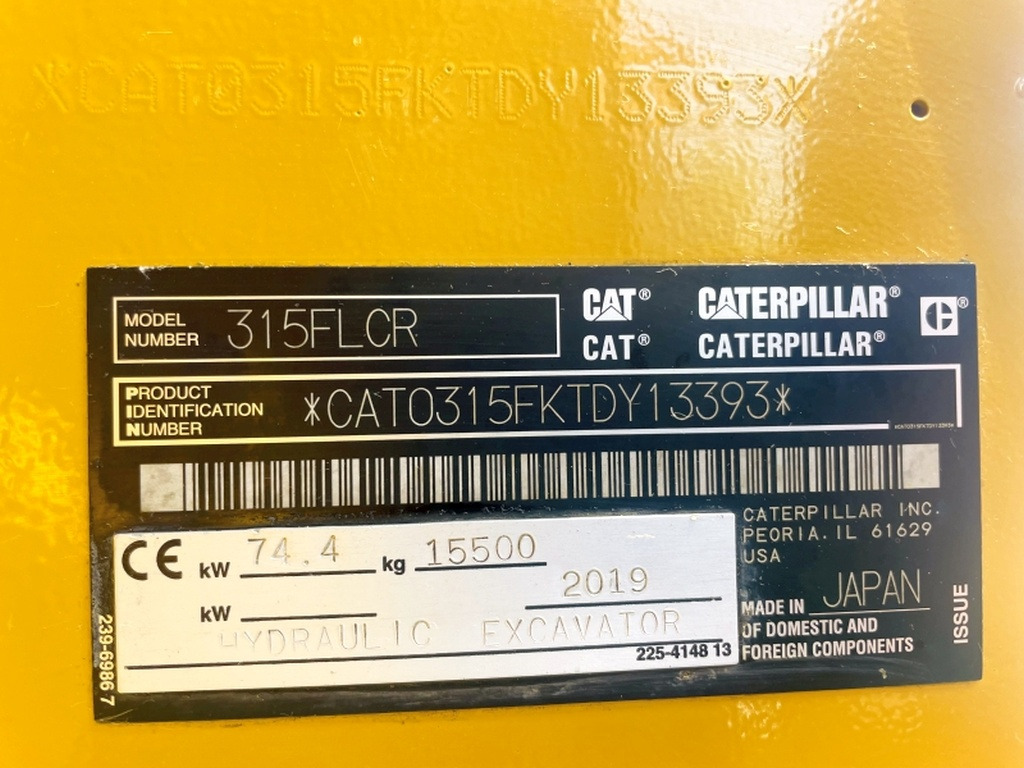 *CAT0315FKTDY13393*
MODEL NUMBER 315FLCR
CAT® CATERPILLAR®
CAT® CATERPILLAR®
PRODUCT IDENTIFICATION NUMBER *CAT0315FKTDY13393*
*CAT0315FKTDY13393*
CATERPILLAR INC.
PEORIA. IL 61629
USA
MADE IN JAPAN
OF DOMESTIC AND
FOREIGN COMPONENTS
ISSUE
CE kW 74.4 kg 15500
2019
kW
HYDRAULIC EXCAVATOR
225-4148 13
239-6986 7